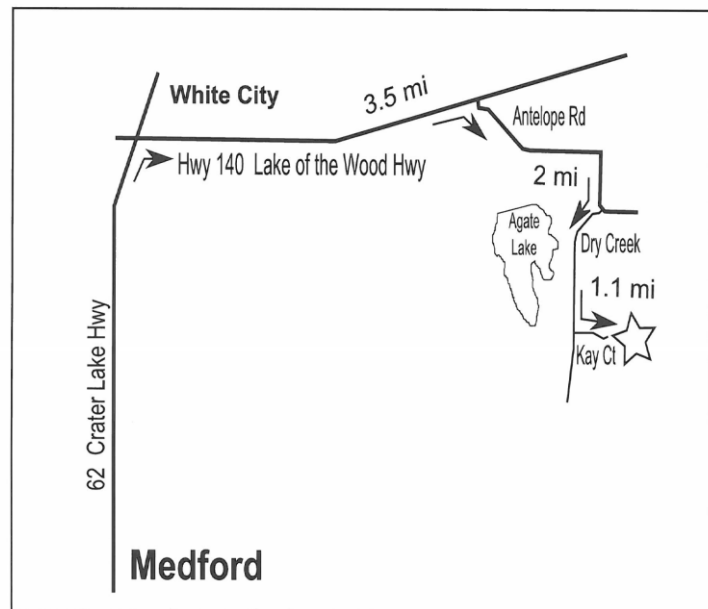 White City
3.5 mi
Antelope Rd
Hwy 140 Lake of the Wood Hwy
2 mi
Agate
Lake
Dry Creek
1.1 mi
Kay Ct
62 Crater Lake Hwy
Medford